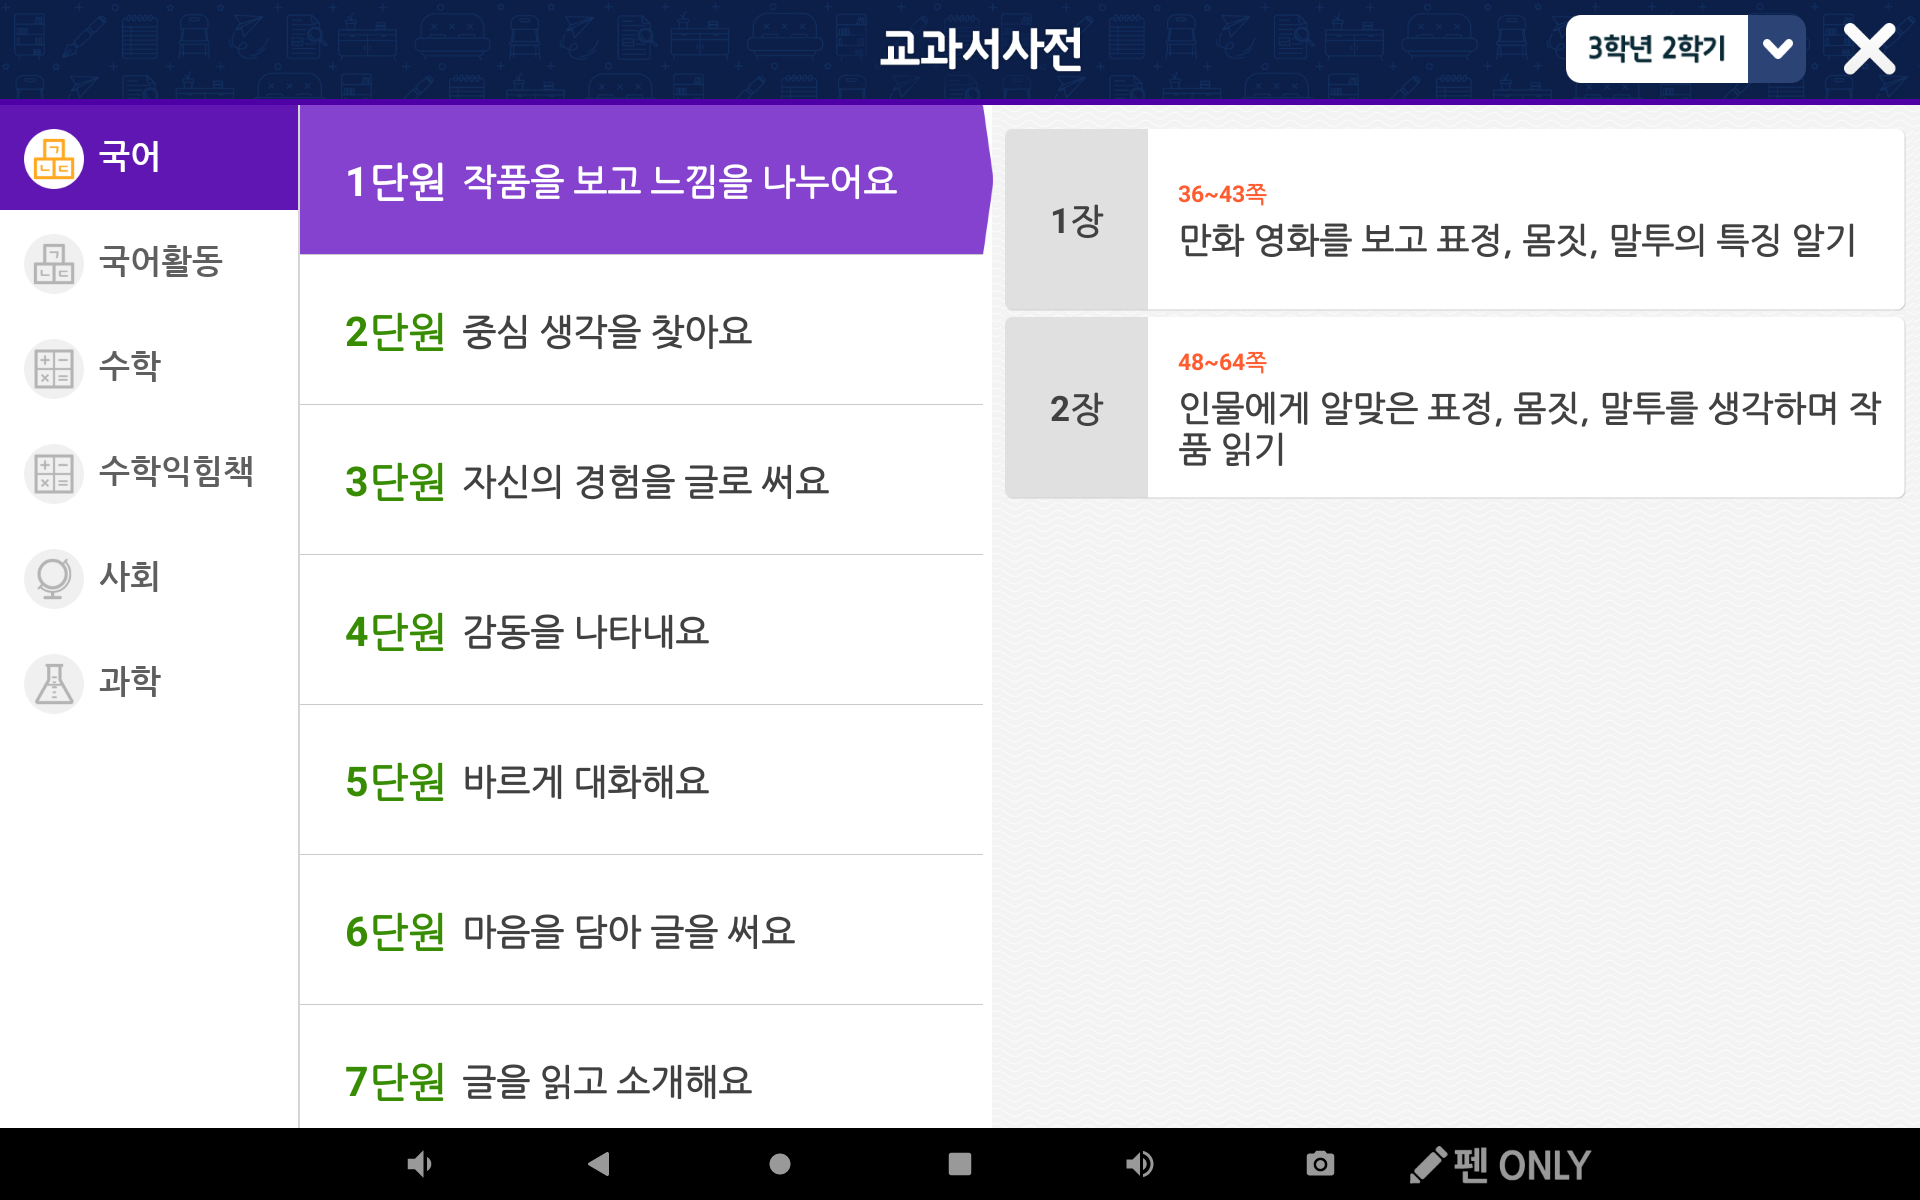 교과서사전
3학년 2학기
국어
국어활동
수학
수학익힘책
사회
과학
1단원 작품을 보고 느낌을 나누어요
2단원 중심 생각을 찾아요
3단원 자신의 경험을 글로 써요
4단원 감동을 나타내요
5단원 바르게 대화해요
6단원 마음을 담아 글을 써요
7단원 글을 읽고 소개해요
1장
36~43쪽
만화 영화를 보고 표정, 몸짓, 말투의 특징 알기
2장
48~64쪽
인물에게 알맞은 표정, 몸짓, 말투를 생각하며 작
품 읽기
펜 ONLY